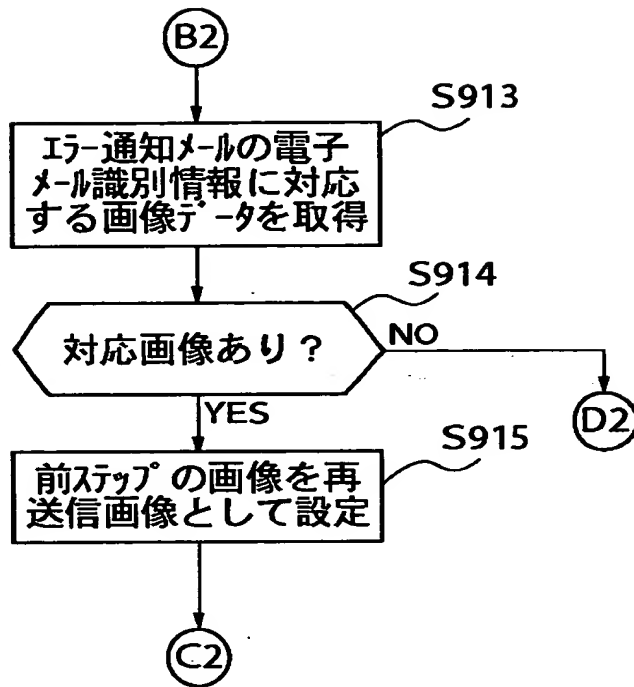 B2
S913
ｴﾗｰ通知ﾒｰﾙの電子
ﾒｰﾙ識別情報に対応
する画像ﾃﾞｰﾀを取得
S914
対応画像あり？
NO
YES
D2
S915
前ｽﾃｯﾌﾟの画像を再
送信画像として設定
C2